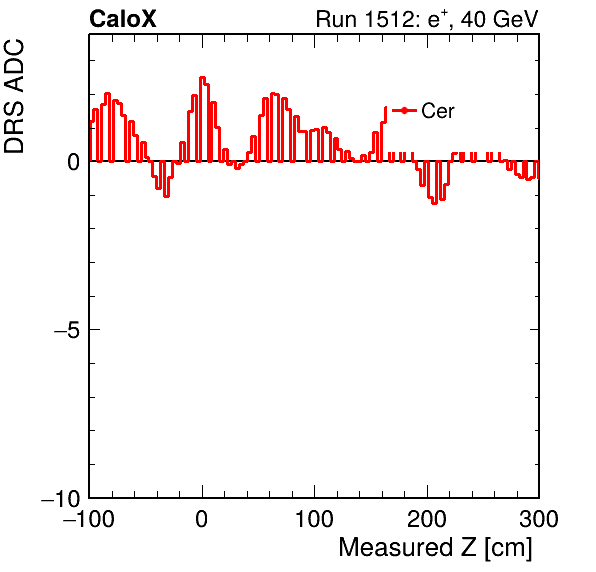 CaloX
Run 1512: e⁺, 40 GeV
DRS ADC
Cer
0
−5
−10
−100 0 100 200 300
Measured Z [cm]